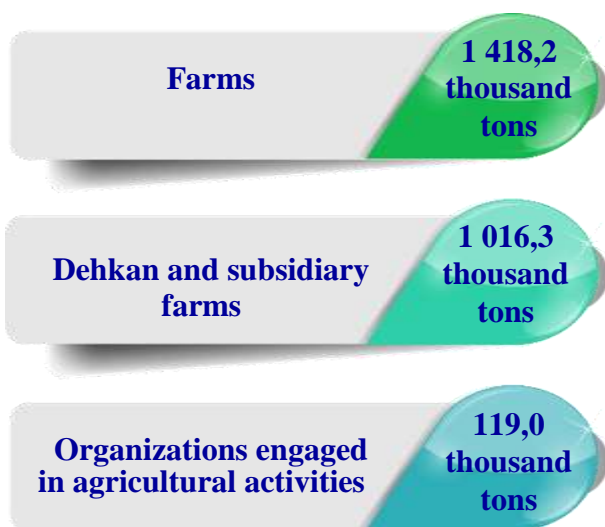 Farms
1 418,2
thousand
tons
Dehkan and subsidiary
farms
1 016,3
thousand
tons
Organizations engaged
in agricultural activities
119,0
thousand
tons